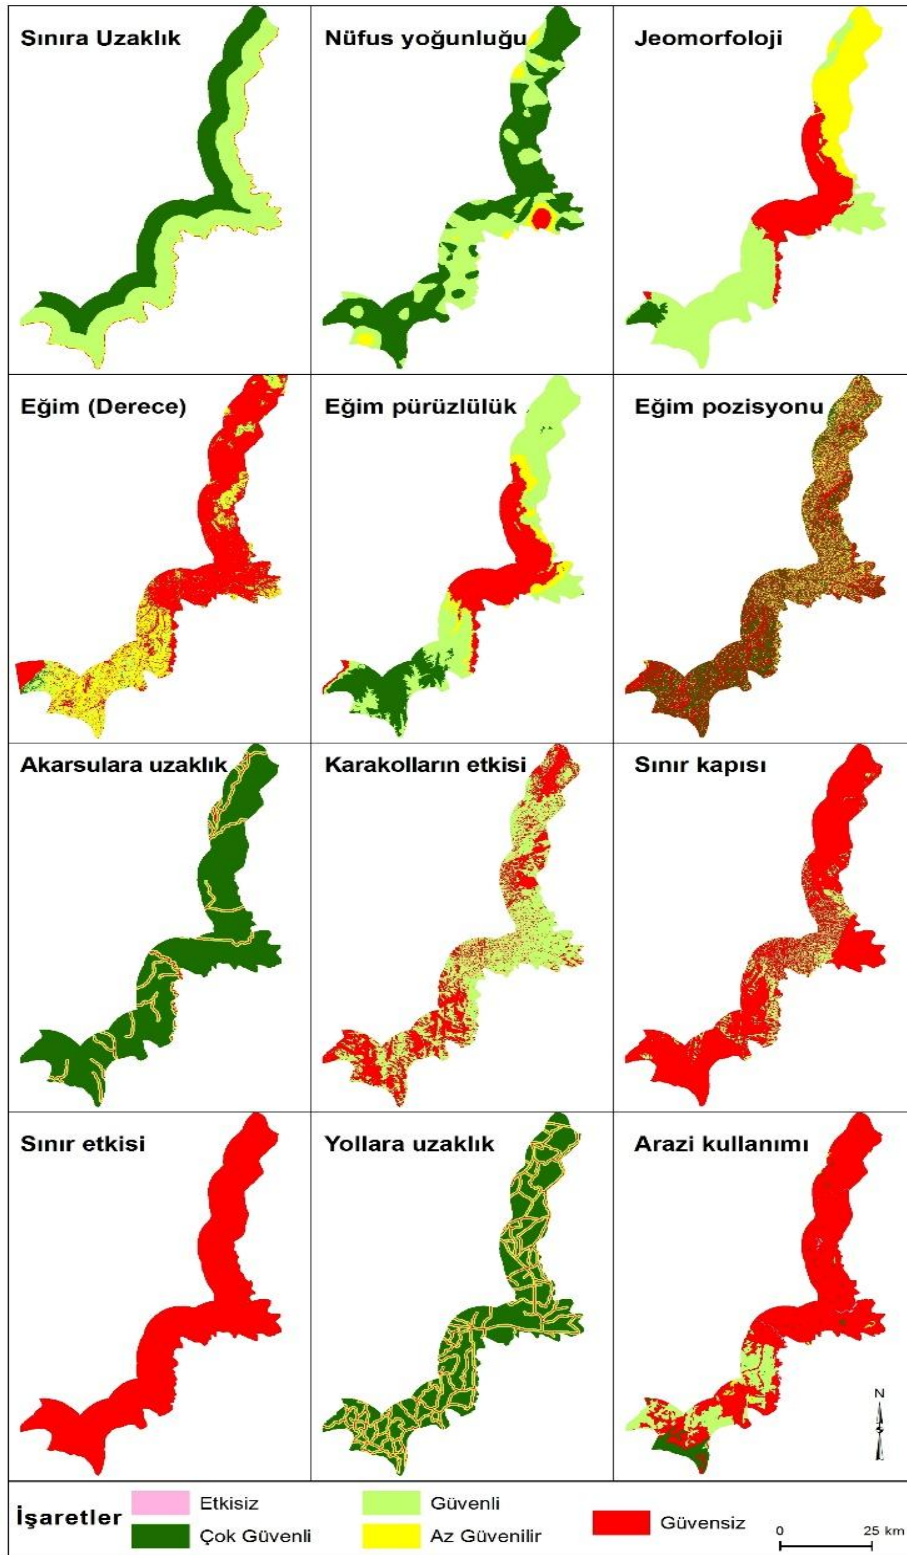 Sınıra Uzaklık
Nüfus yoğunluğu
Jeomorfoloji
Eğim (Derece)
Eğim pürüzlülük
Eğim pozisyonu
Akarsulara uzaklık
Karakolların etkisi
Sınır kapısı
Sınır etkisi
Yollara uzaklık
Arazi kullanımı
N
İşaretler
Etkisiz
Güvenli
Güvensiz
Çok Güvenli
Az Güvenilir
0 25 km